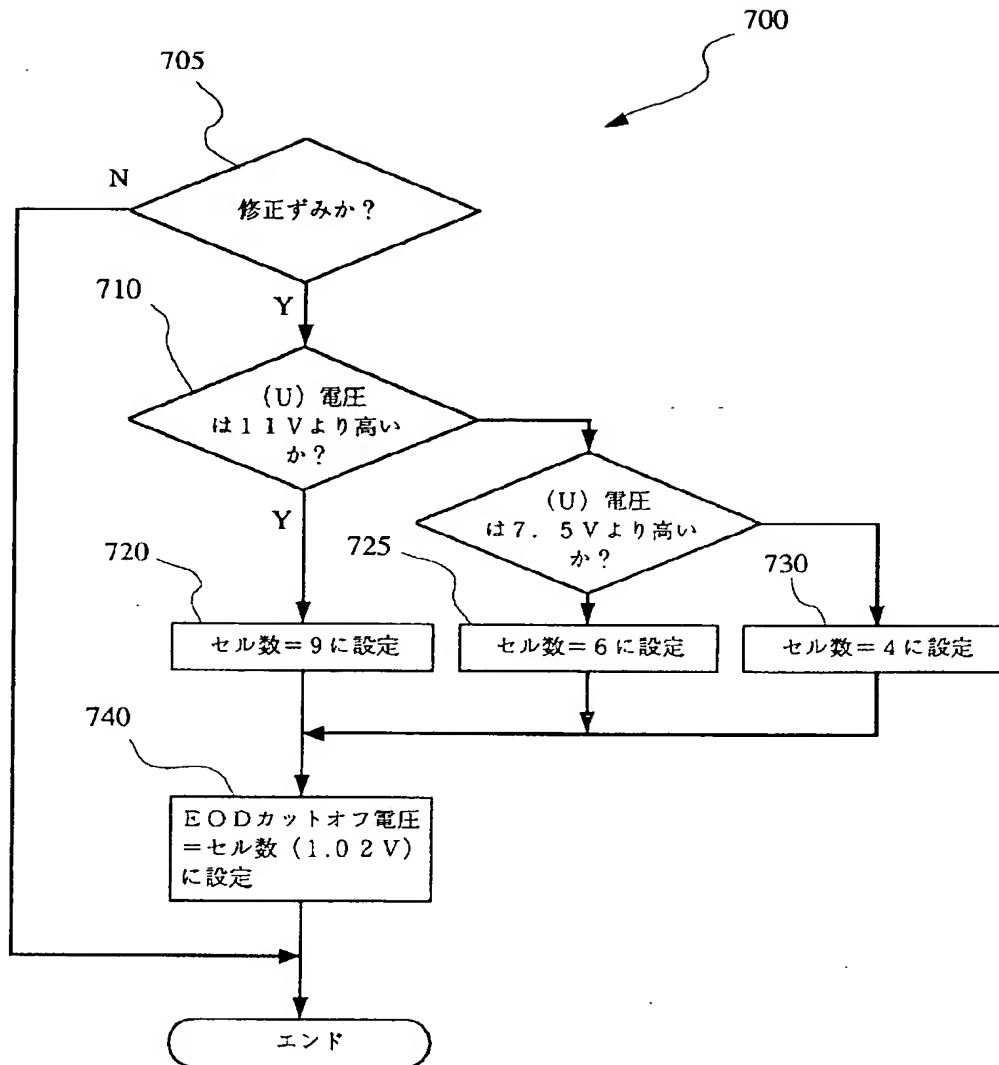 700
705
N
修正ずみか？
710
Y
（U）電圧
は１１Ｖより高い
か？
（U）電圧
は７．５Ｖより高い
か？
Y
720
725
730
セル数＝９に設定
セル数＝６に設定
セル数＝４に設定
740
ＥＯＤカットオフ電圧
＝セル数（１.０２Ｖ）
に設定
エンド